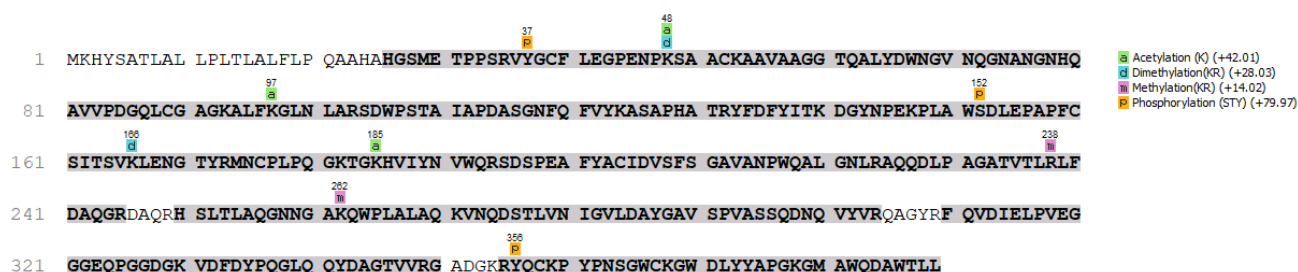 37 48
p a
d
1 MKHYSATLAL LPLTLALFLP QAAHAHGSME TPPSRVYGCF LEGPENPKSA ACKAAVAAGG TQALYDWNGV NQGNANGNHQ
a Acetylation (K) (+42.01)
d Dimethylation(KR) (+28.03)
m Methylation(KR) (+14.02)
p Phosphorylation (STY) (+79.97)
97 152
a p
81 AVVPDGQLCG AGKALFKGLN LARSDWPSTA IAPDASGNFQ FVYKASAPHA TRYFDFYITK DGYNPEKPLA WSDLEPAPFC
166 185 238
d a m
161 SITSVKLENG TYRMNCPLPQ GKTGKHVIYN VWQRSDSPEA FYACIDVSFS GAVANPWQAL GNLRAQQDLP AGATVTLRLF
262
m
241 DAQGRDAQRH SLTLAQGNNG AKQWPLALAQ KVNQDSTLVN IGVLDAYGAV SPVASSQDNQ VYVRQAGYRF QVDIELPVEG
356
p
321 GGEQPGGDGK VDFDYPQGLQ QYDAGTVVRG ADGKRYQCKP YPNSGWCKGW DLYYAPGKGM AWQDAWTLL